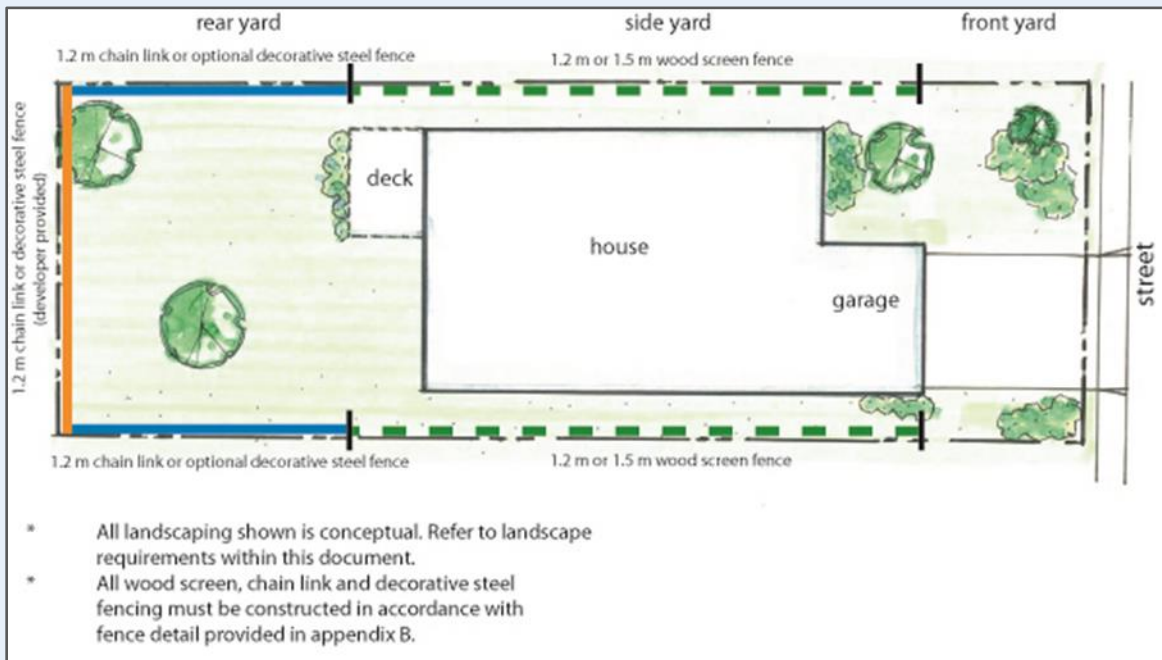 rear yard
side yard
front yard
1.2 m chain link or optional decorative steel fence
1.2 m or 1.5 m wood screen fence
1.2 m chain link or decorative steel fence
(developer provided)
deck
house
garage
street
1.2 m chain link or optional decorative steel fence
1.2 m or 1.5 m wood screen fence
* All landscaping shown is conceptual. Refer to landscape
requirements within this document.
* All wood screen, chain link and decorative steel
fencing must be constructed in accordance with
fence detail provided in appendix B.